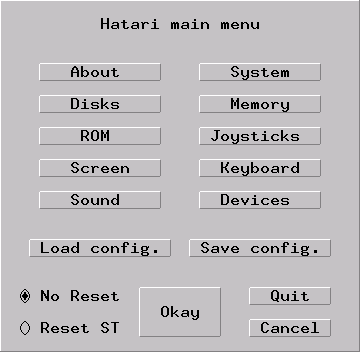 Hatari main menu
About System
Disks Memory
ROM Joysticks
Screen Keyboard
Sound Devices
Load config. Save config.
No Reset Quit
Okay
Reset ST Cancel